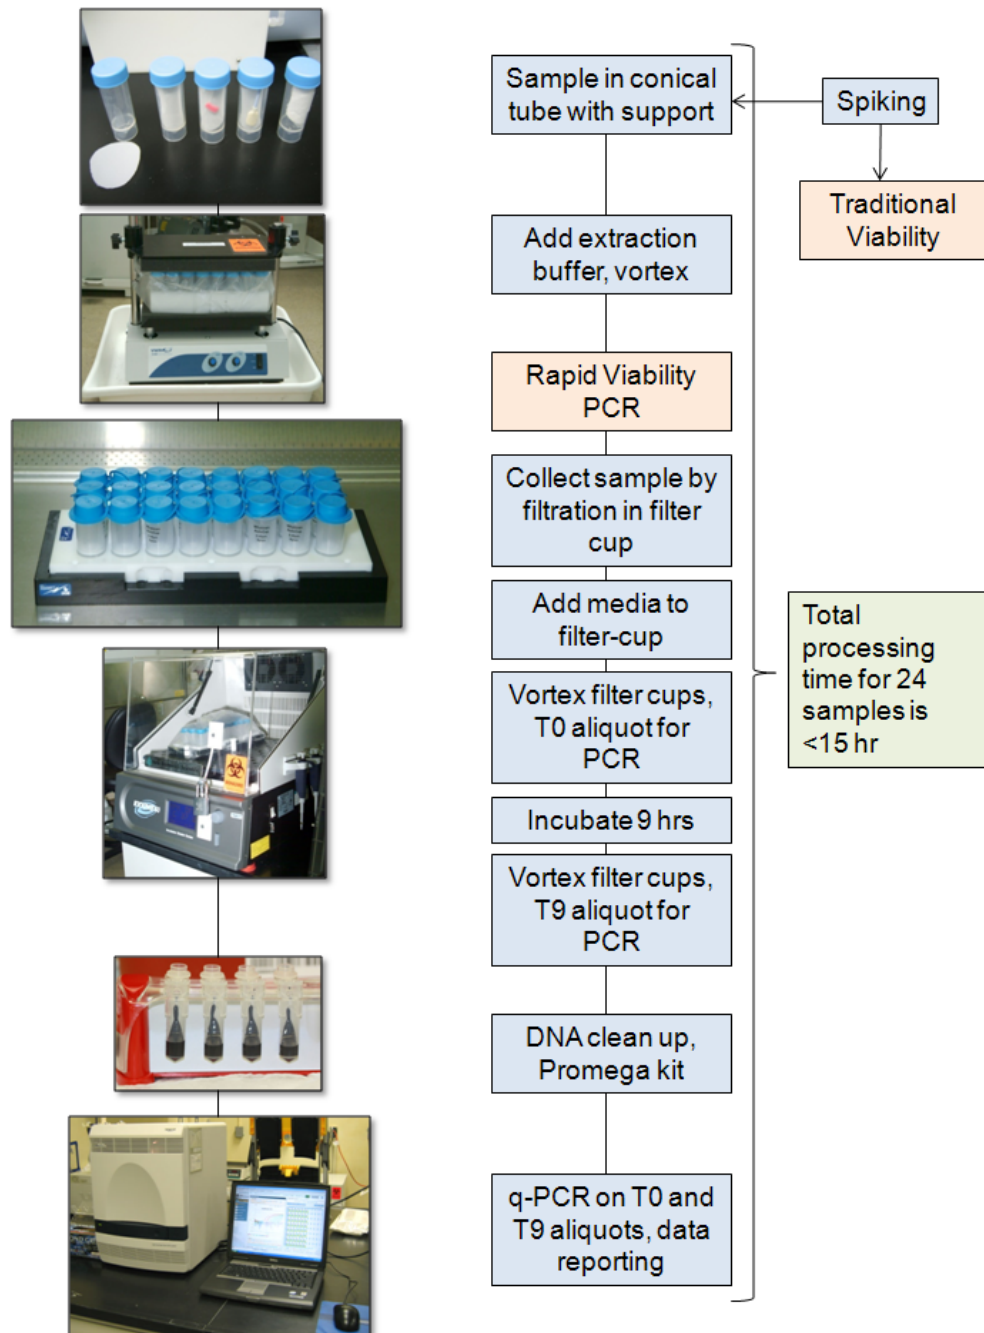 Sample in conical
tube with support
Spiking
Traditional
Viability
Add extraction
buffer, vortex
Rapid Viability
PCR
Collect sample by
filtration in filter
cup
Add media to
filter-cup
Vortex filter cups,
T0 aliquot for
PCR
Incubate 9 hrs
Vortex filter cups,
T9 aliquot for
PCR
DNA clean up,
Promega kit
q-PCR on T0 and
T9 aliquots, data
reporting
Total
processing
time for 24
samples is
<15 hr